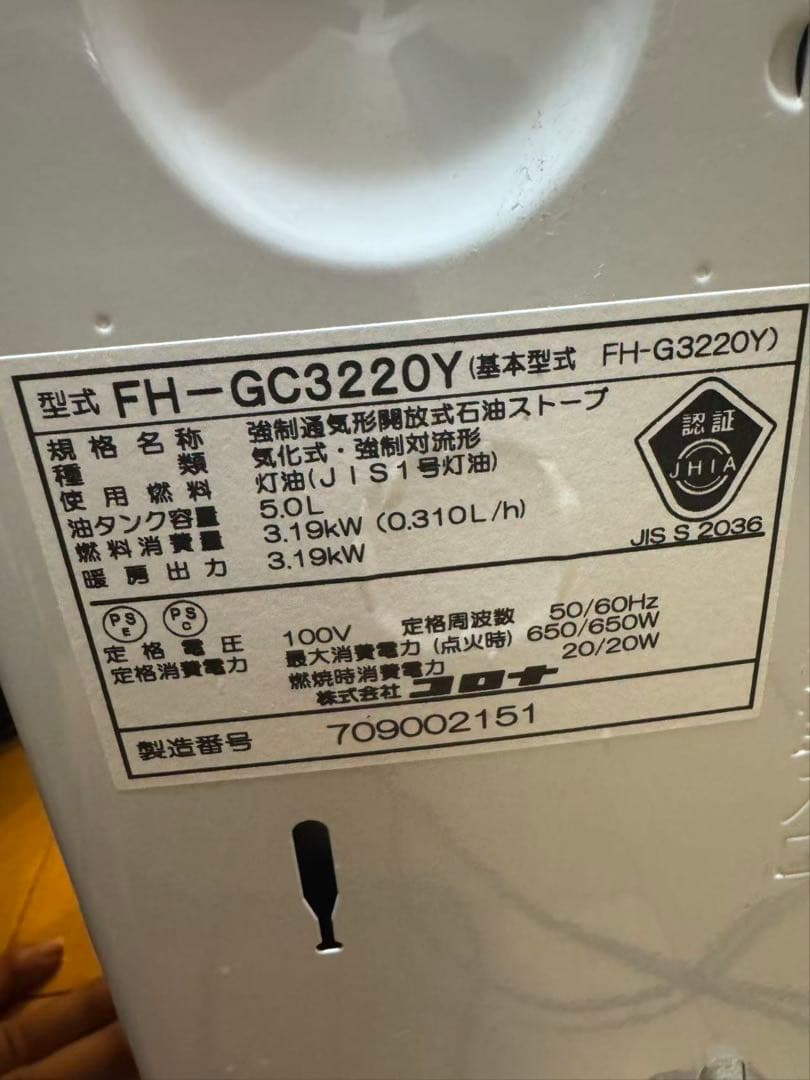 型式 FH-GC3220Y(基本型式 FH-G3220Y)
規格名称 強制通気形開放式石油ストーブ
種類 気化式・強制対流形
使用燃料 灯油(JIS1号灯油)
油タンク容量 5.0L
燃料消費量 3.19kW(0.310L/h)
暖房出力 3.19kW
認証
JHIA
JIS S 2036
PS E PS C
定格電圧 100V 定格周波数 50/60Hz
定格消費電力 最大消費電力(点火時) 650/650W
燃焼時消費電力 20/20W
株式会社 コロナ
製造番号 709002151